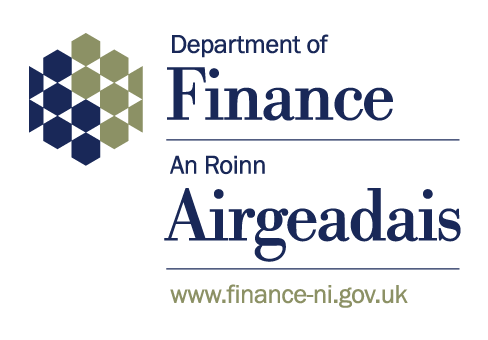 Department of
Finance
An Roinn
Airgeadais
www.finance-ni.gov.uk